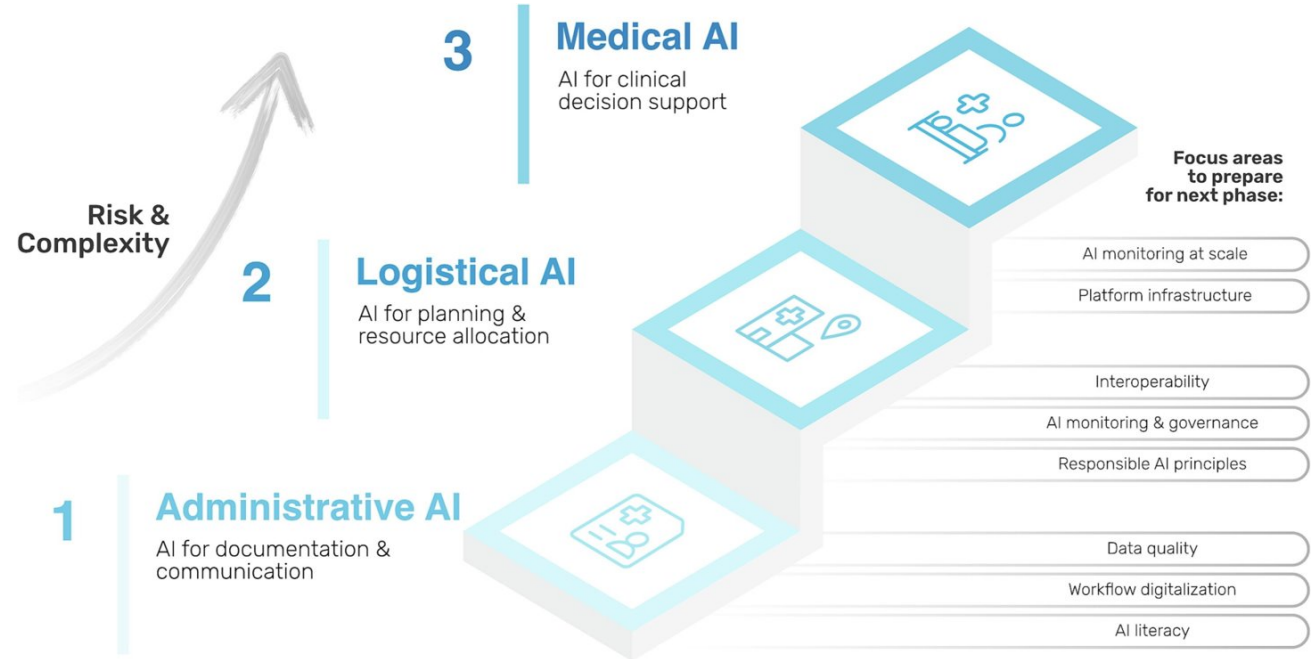 3
Medical AI
AI for clinical
decision support
Risk &
Complexity
2
Logistical AI
AI for planning &
resource allocation
1
Administrative AI
AI for documentation &
communication
Focus areas
to prepare
for next phase:
AI monitoring at scale
Platform infrastructure
Interoperability
AI monitoring & governance
Responsible AI principles
Data quality
Workflow digitalization
AI literacy